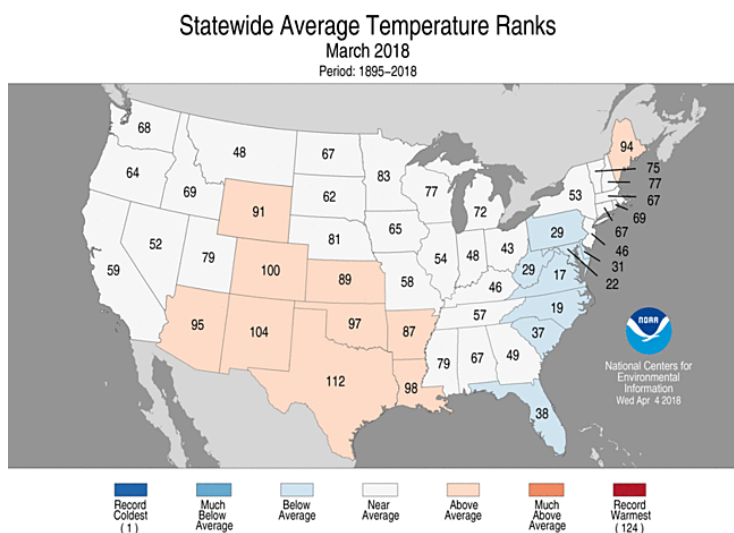 Statewide Average Temperature Ranks
March 2018
Period: 1895-2018
68
48
67
83
94
64
69
91
62
77
72
53
75
77
67
69
67
46
31
22
59
52
79
100
81
65
54
48
43
29
29
17
89
58
46
19
95
104
97
87
57
37
112
98
79
67
49
38
NOAA
National Centers for
Environmental
Information
Wed Apr 4 2018
Record
Coldest
(1)
Much
Below
Average
Below
Average
Near
Average
Above
Average
Much
Above
Average
Record
Warmest
(124)